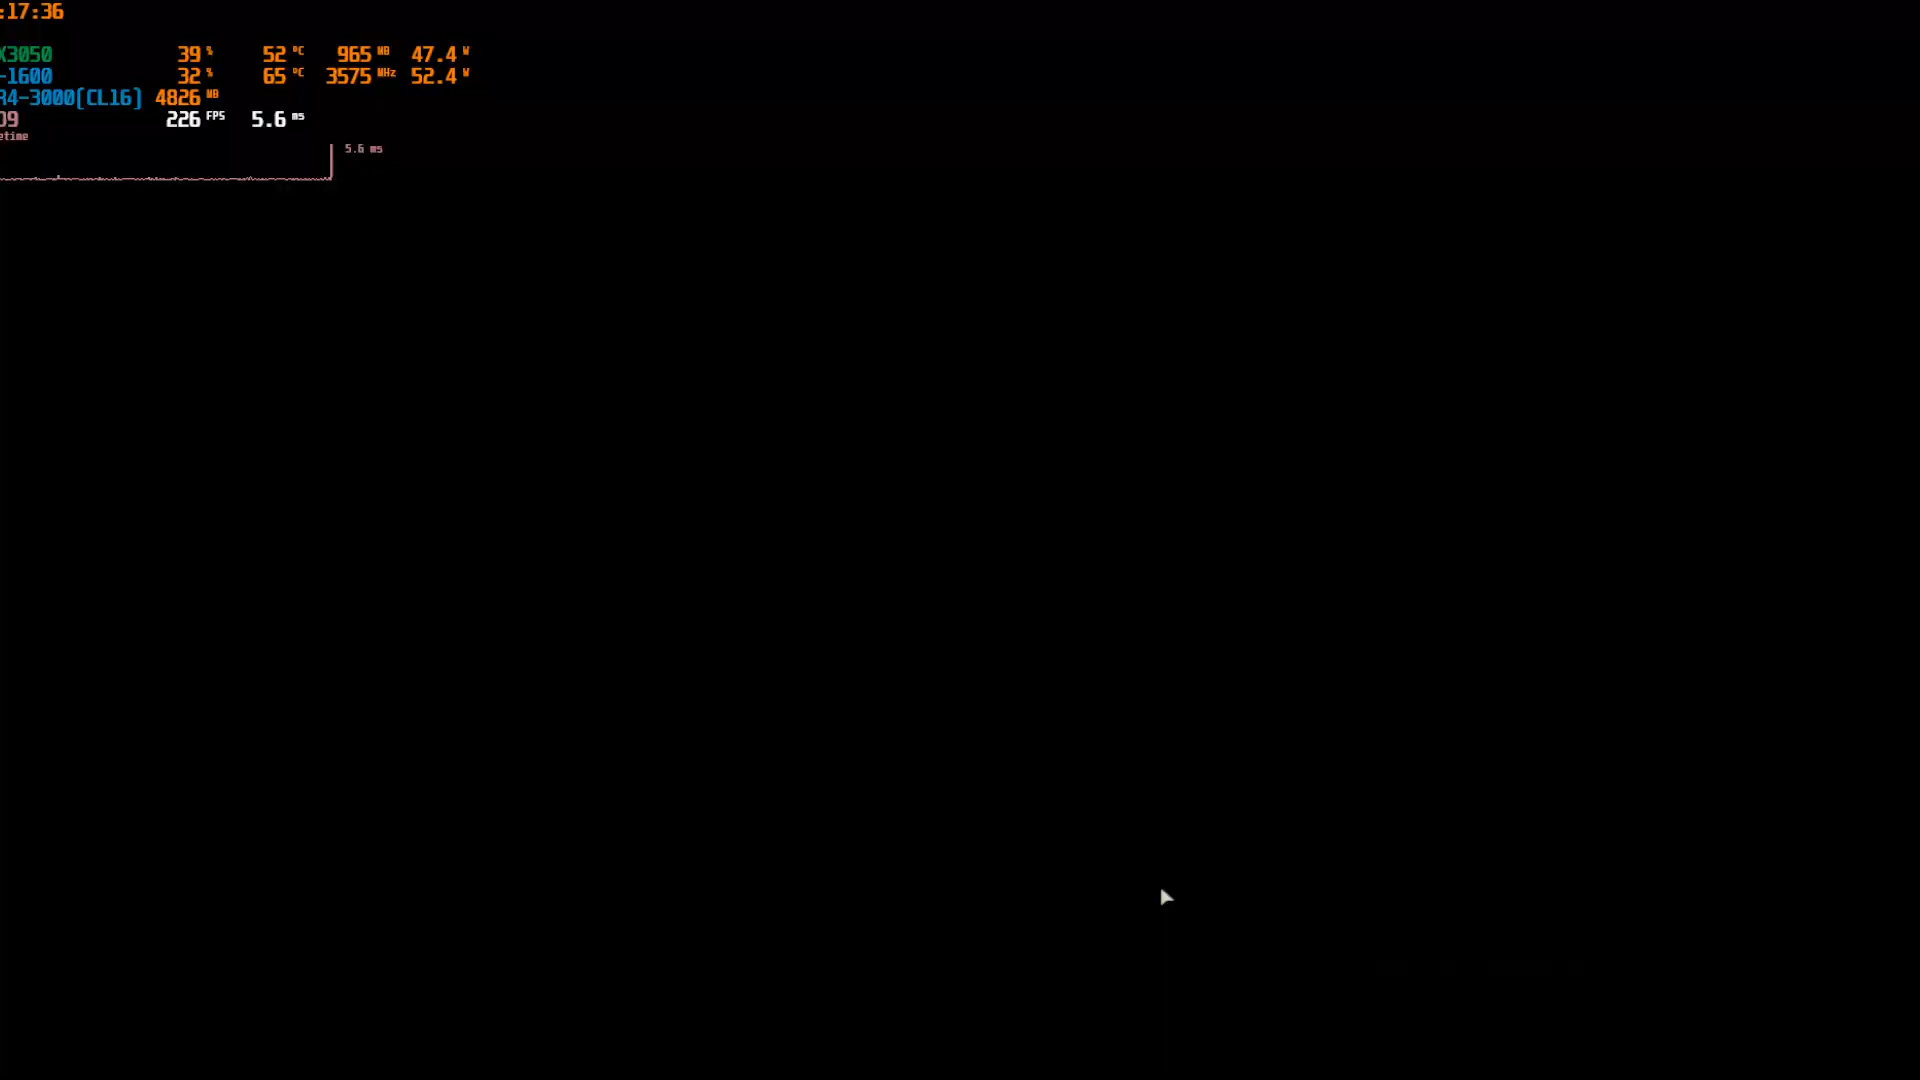 :17:36
X3050 39 % 52 °C 965 MB 47.4 W
-1600 32 % 65 °C 3575 MHz 52.4 W
R4-3000[CL16] 4826 MB
D9 226 FPS 5.6 ms
etime
5.6 ms